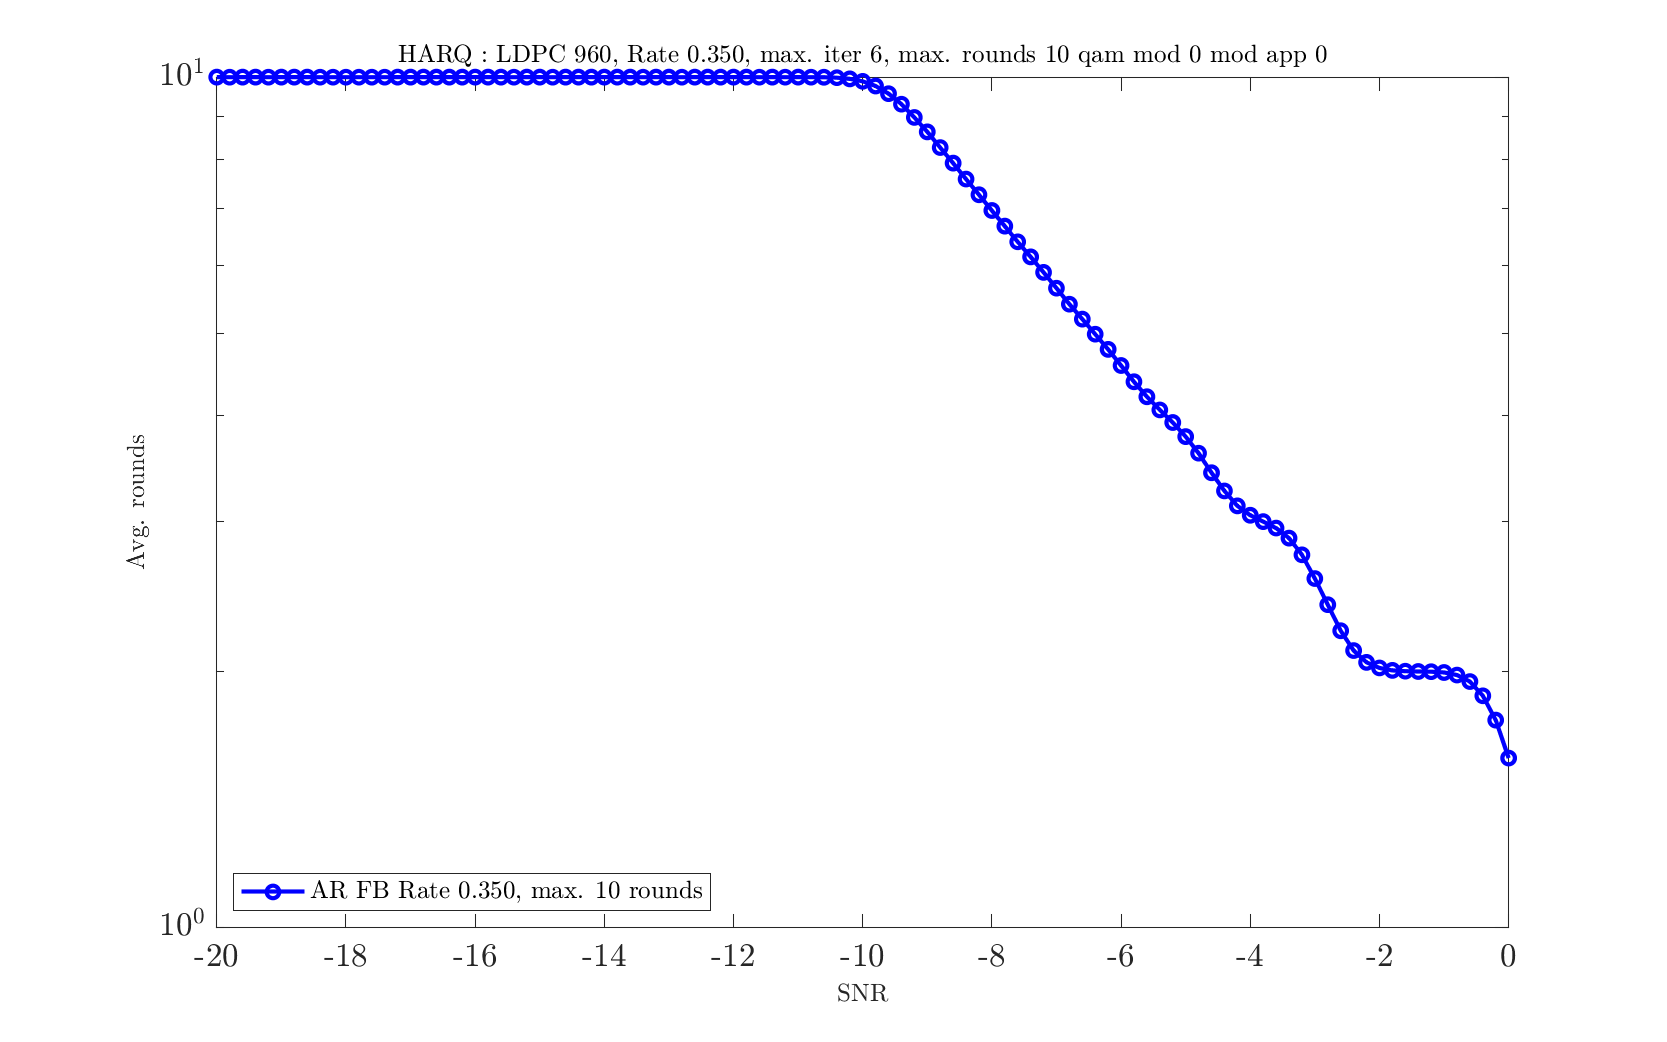 HARQ : LDPC 960, Rate 0.350, max. iter 6, max. rounds 10 qam mod 0 mod app 0
10^1
Avg. rounds
AR FB Rate 0.350, max. 10 rounds
10^0
-20 -18 -16 -14 -12 -10 -8 -6 -4 -2 0
SNR